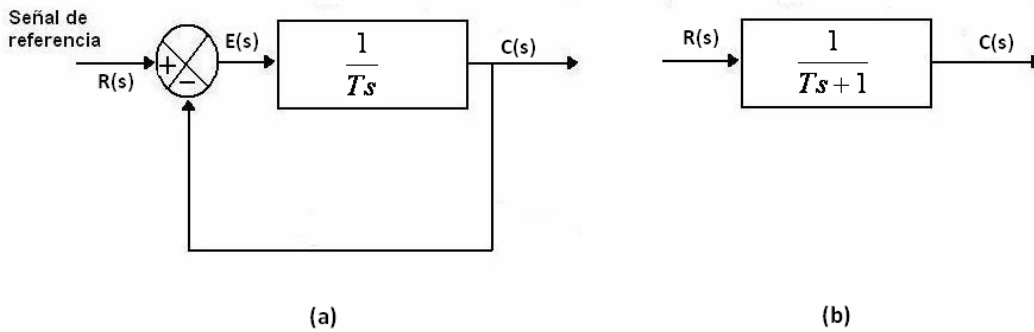 Señal de
referencia
R(s)
+
−
E(s)
1
Ts
C(s)
(a)
R(s)
1
Ts + 1
C(s)
(b)